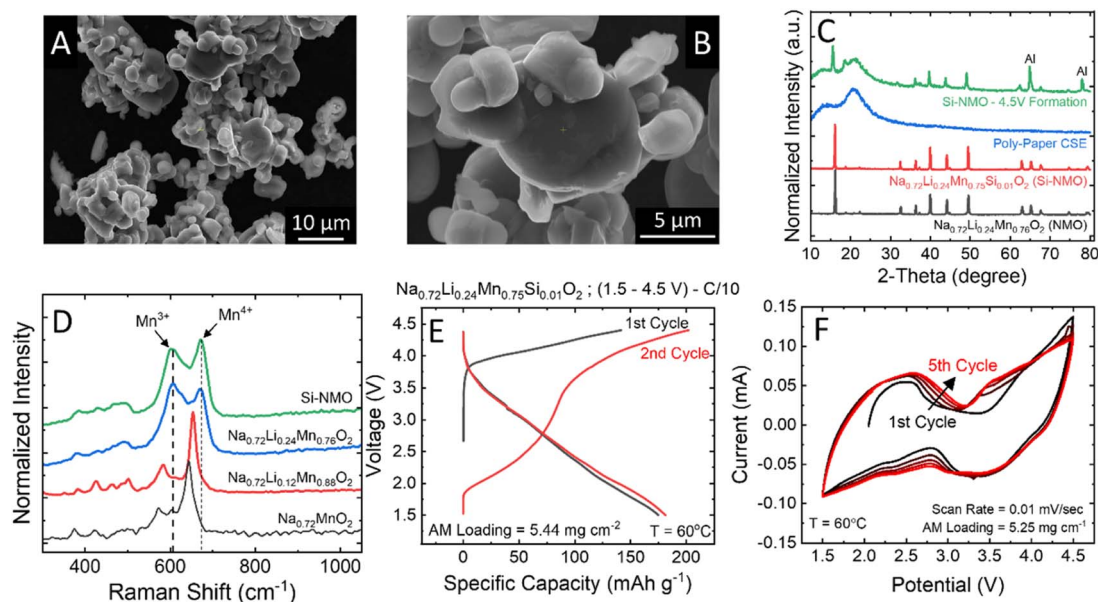 A
10 μm
B
5 μm
C
Normalized Intensity (a.u.)
Al
Al
Si-NMO - 4.5V Formation
Poly-Paper CSE
Na0.72Li0.24Mn0.75Si0.01O2 (Si-NMO)
Na0.72Li0.24Mn0.76O2 (NMO)
10 20 30 40 50 60 70 80
2-Theta (degree)
D
Normalized Intensity
Mn3+
Mn4+
Si-NMO
Na0.72Li0.24Mn0.76O2
Na0.72Li0.12Mn0.88O2
Na0.72MnO2
400 600 800 1000
Raman Shift (cm-1)
Na0.72Li0.24Mn0.75Si0.01O2 ; (1.5 - 4.5 V) - C/10
E
Voltage (V)
4.5
4.0
3.5
3.0
2.5
2.0
1.5
1st Cycle
2nd Cycle
AM Loading = 5.44 mg cm-2
T = 60°C
0 50 100 150 200
Specific Capacity (mAh g-1)
F
Current (mA)
0.15
0.10
0.05
0.00
-0.05
-0.10
-0.15
5th Cycle
1st Cycle
Scan Rate = 0.01 mV/sec
T = 60°C
AM Loading = 5.25 mg cm-1
1.5 2.0 2.5 3.0 3.5 4.0 4.5
Potential (V)